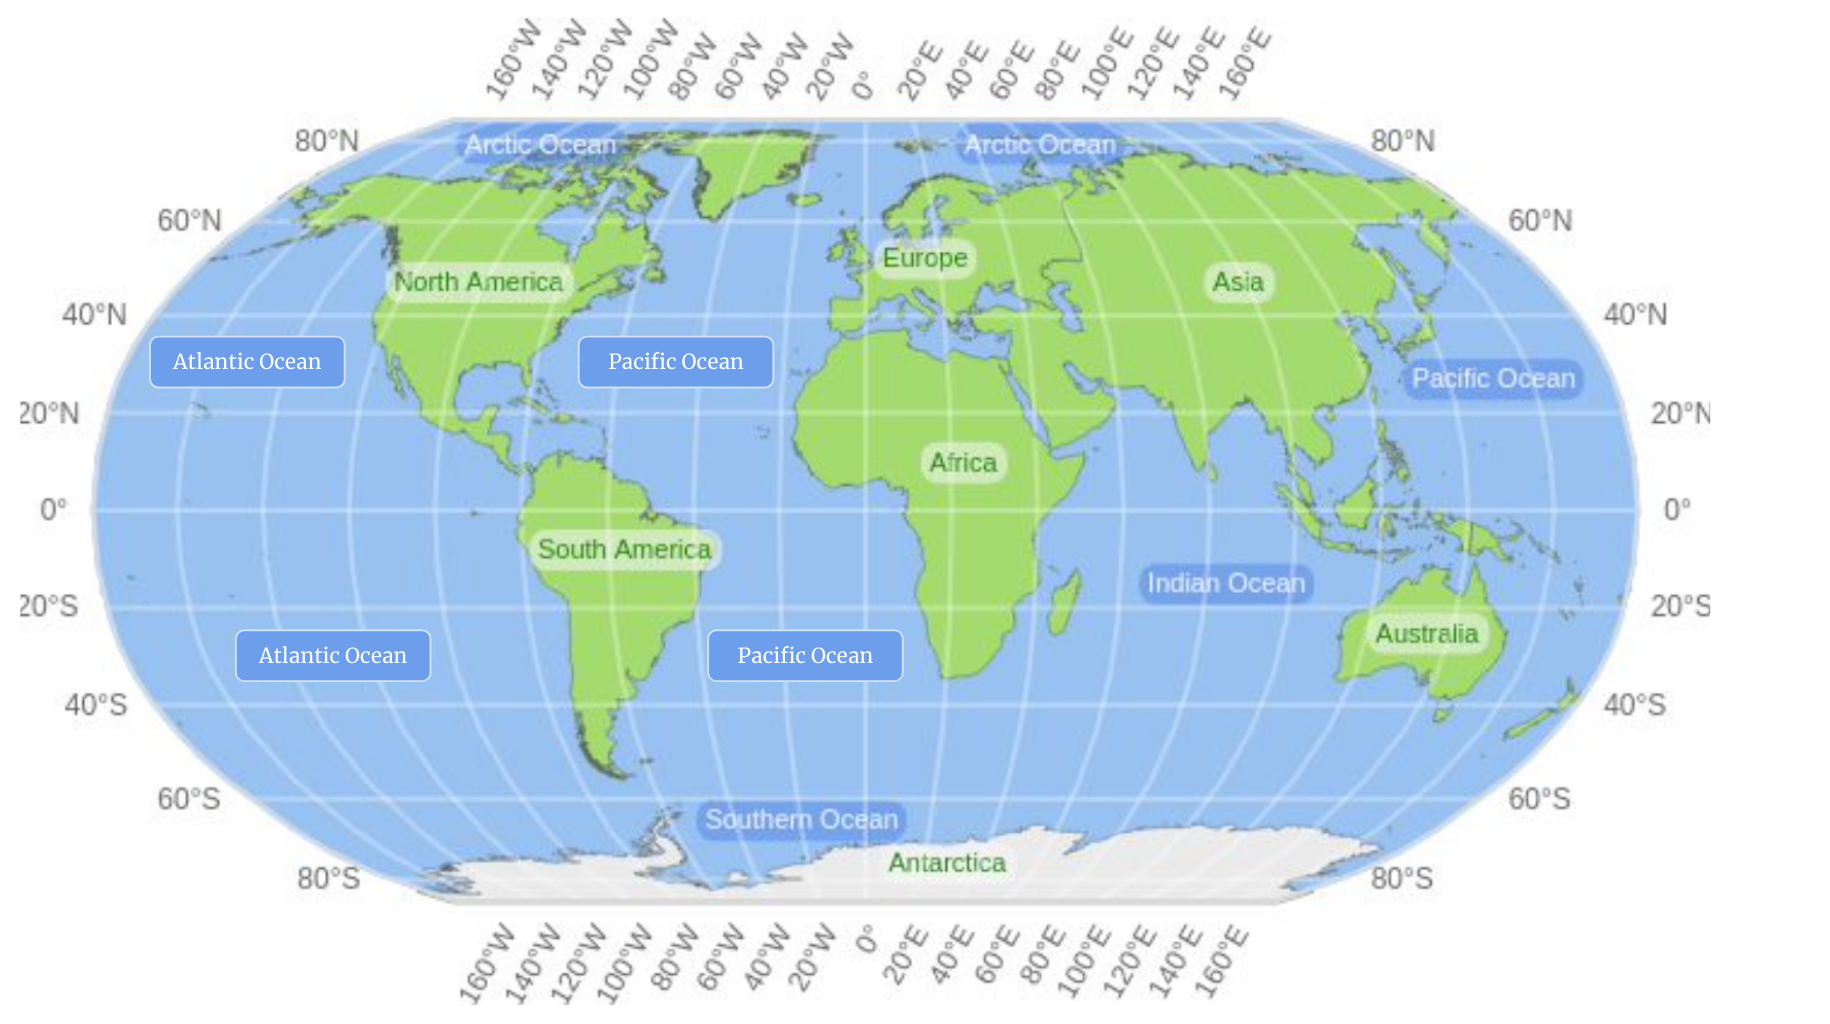 160°W 140°W 120°W 100°W 80°W 60°W 40°W 20°W 0° 20°E 40°E 60°E 80°E 100°E 120°E 140°E 160°E
80°N Arctic Ocean Arctic Ocean 80°N
60°N 60°N
Europe
North America Asia
40°N 40°N
Atlantic Ocean Pacific Ocean
Pacific Ocean
20°N 20°N
Africa
0° 0°
South America
Indian Ocean
20°S 20°S
Australia
Atlantic Ocean Pacific Ocean
40°S 40°S
60°S 60°S
Southern Ocean
Antarctica
80°S 80°S
160°W 140°W 120°W 100°W 80°W 60°W 40°W 20°W 0° 20°E 40°E 60°E 80°E 100°E 120°E 140°E 160°E